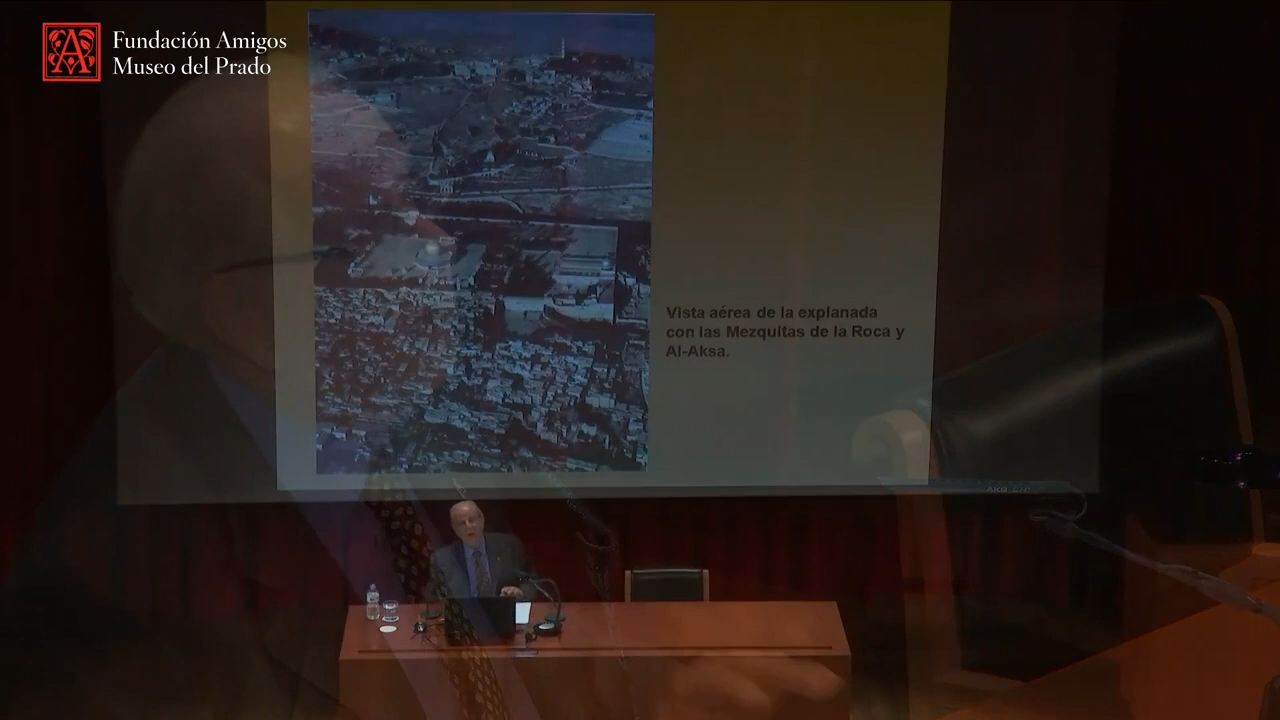 Fundación Amigos
Museo del Prado
Vista aérea de la explanada
con las Mezquitas de la Roca y
Al-Aksa.